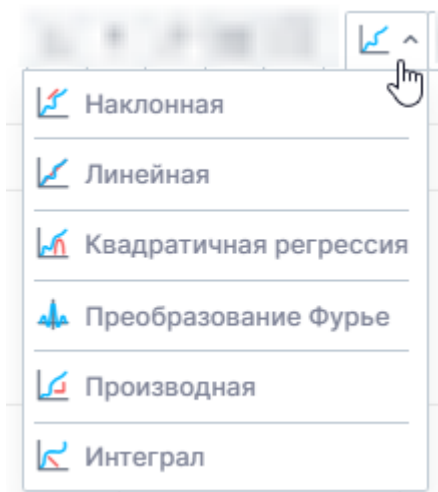 Наклонная
Линейная
Квадратичная регрессия
Преобразование Фурье
Производная
Интеграл